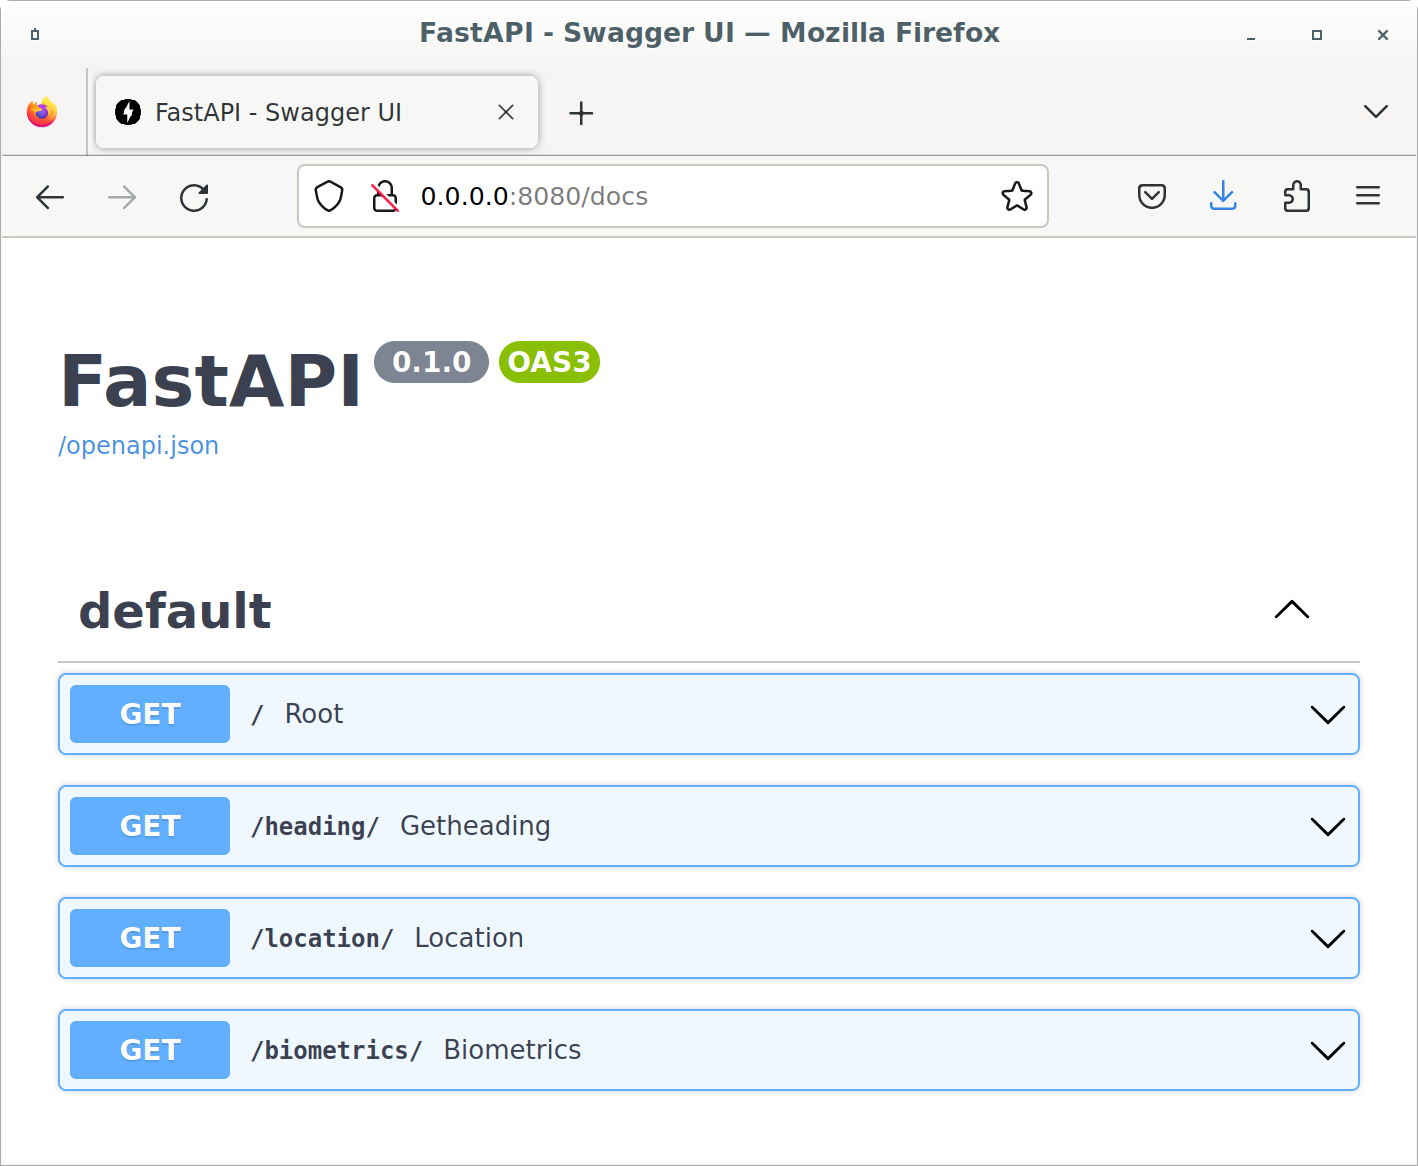 FastAPI - Swagger UI — Mozilla Firefox
FastAPI - Swagger UI
0.0.0.0:8080/docs
FastAPI 0.1.0 OAS3
/openapi.json
default
GET / Root
GET /heading/ Getheading
GET /location/ Location
GET /biometrics/ Biometrics